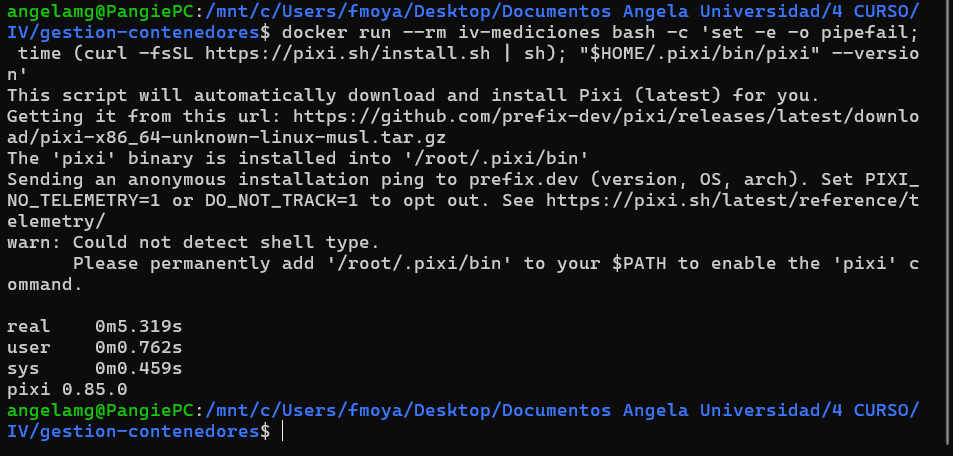 angelamg@PangiePC:/mnt/c/Users/fmoya/Desktop/Documentos Angela Universidad/4 CURSO/
IV/gestion-contenedores$ docker run --rm iv-mediciones bash -c 'set -e -o pipefail;
 time (curl -fsSL https://pixi.sh/install.sh | sh); "$HOME/.pixi/bin/pixi" --versio
n'
This script will automatically download and install Pixi (latest) for you.
Getting it from this url: https://github.com/prefix-dev/pixi/releases/latest/downlo
ad/pixi-x86_64-unknown-linux-musl.tar.gz
The 'pixi' binary is installed into '/root/.pixi/bin'
Sending an anonymous installation ping to prefix.dev (version, OS, arch). Set PIXI_
NO_TELEMETRY=1 or DO_NOT_TRACK=1 to opt out. See https://pixi.sh/latest/reference/t
elemetry/
warn: Could not detect shell type.
      Please permanently add '/root/.pixi/bin' to your $PATH to enable the 'pixi' c
ommand.

real    0m5.319s
user    0m0.762s
sys     0m0.459s
pixi 0.85.0
angelamg@PangiePC:/mnt/c/Users/fmoya/Desktop/Documentos Angela Universidad/4 CURSO/
IV/gestion-contenedores$